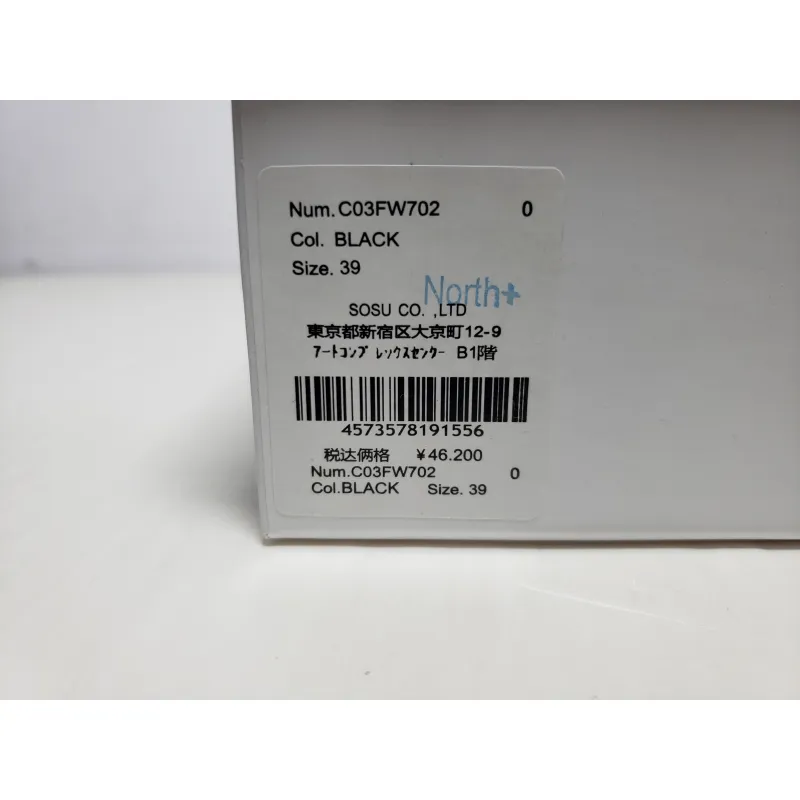 Num.C03FW702 0
Col. BLACK
Size. 39
North+
SOSU CO. ,LTD
東京都新宿区大京町12-9
ｱｰﾄｺﾝﾌﾟﾚｯｸｽｾﾝﾀｰ B1階
4573578191556
税达俩格 ¥46.200
Num.C03FW702 0
Col.BLACK Size. 39